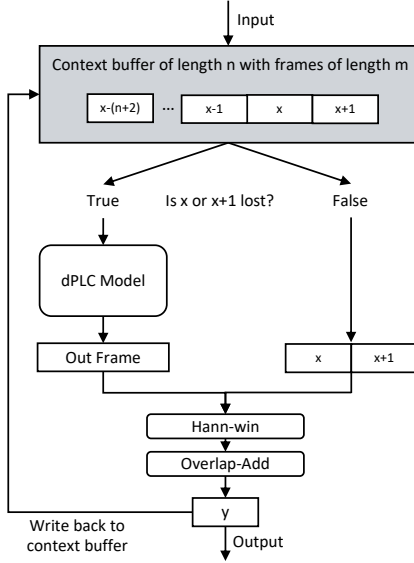 Input
Context buffer of length n with frames of length m
x-(n+2) ... x-1 x x+1
True Is x or x+1 lost? False
dPLC Model
Out Frame x x+1
Hann-win
Overlap-Add
y
Write back to
context buffer
Output